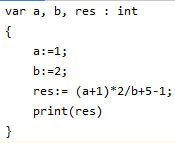 var a, b, res : int
{
a:=1;
b:=2;
res:= (a+1)*2/b+5-1;
print(res)
}